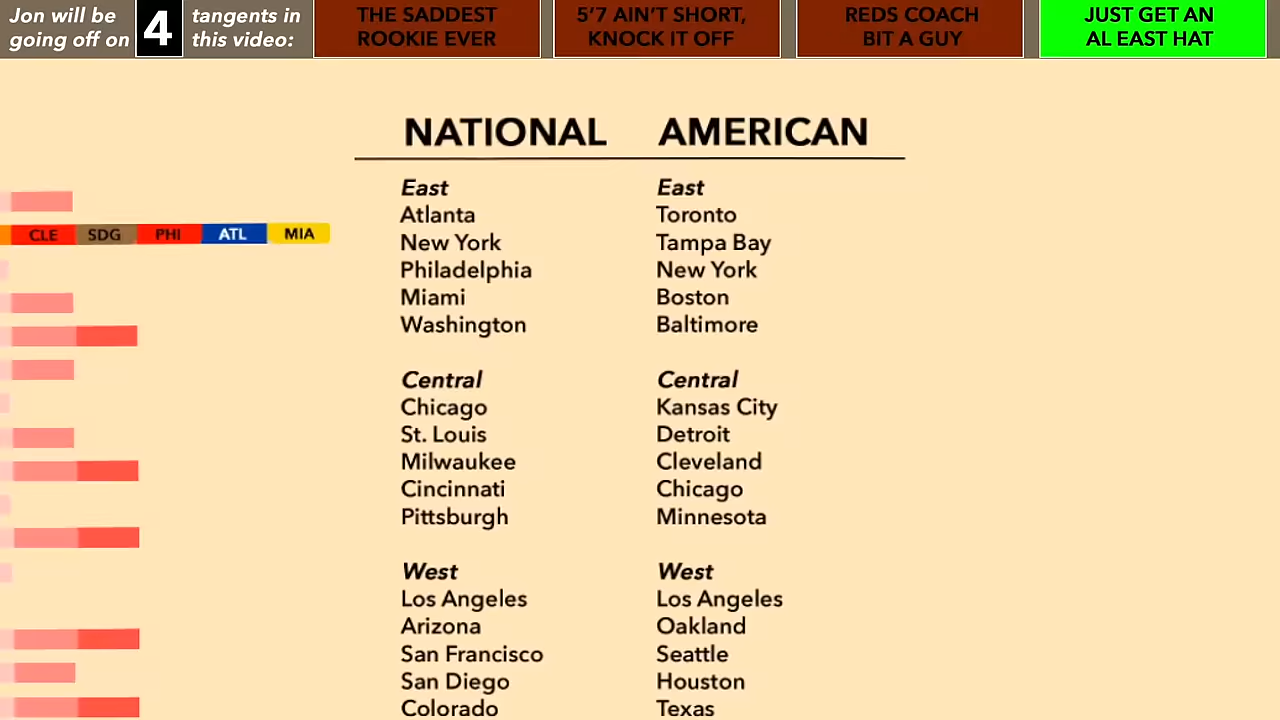 Jon will be
going off on
4
tangents in
this video:
THE SADDEST
ROOKIE EVER
5'7 AIN'T SHORT,
KNOCK IT OFF
REDS COACH
BIT A GUY
JUST GET AN
AL EAST HAT
NATIONAL AMERICAN
East East
Atlanta Toronto
New York Tampa Bay
Philadelphia New York
Miami Boston
Washington Baltimore
Central Central
Chicago Kansas City
St. Louis Detroit
Milwaukee Cleveland
Cincinnati Chicago
Pittsburgh Minnesota
West West
Los Angeles Los Angeles
Arizona Oakland
San Francisco Seattle
San Diego Houston
Colorado Texas
CLE SDG PHI ATL MIA